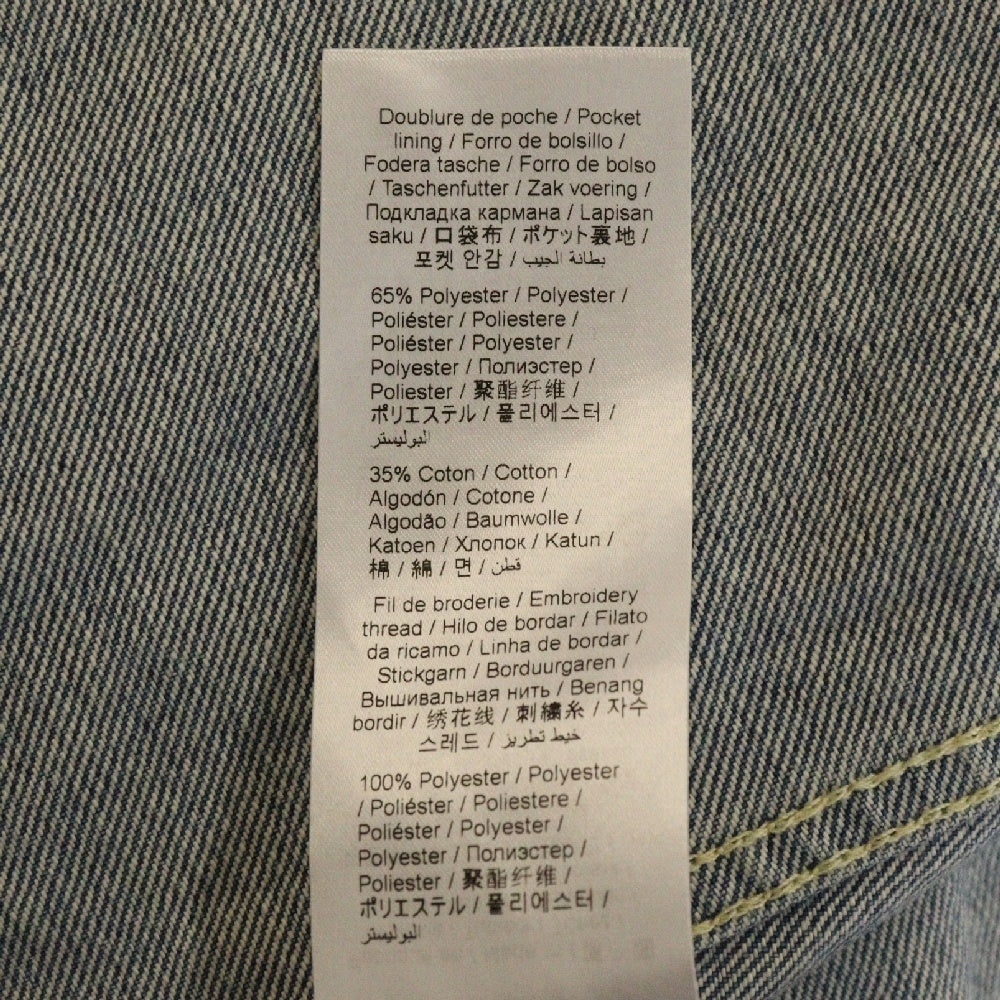 Doublure de poche / Pocket
lining / Forro de bolsillo /
Fodera tasche / Forro de bolso
/ Taschenfutter / Zak voering /
Подкладка кармана / Lapisan
saku / 口袋布 / ポケット裏地 /
포켓 안감 / بطانة الجيب
65% Polyester / Polyester /
Poliéster / Poliestere /
Poliéster / Polyester /
Polyester / Полиэстер /
Poliester / 聚酯纤维 /
ポリエステル / 폴리에스터 /
البوليستر
35% Coton / Cotton /
Algodón / Cotone /
Algodão / Baumwolle /
Katoen / Хлопок / Katun /
棉 / 綿 / 면 / قطن
Fil de broderie / Embroidery
thread / Hilo de bordar / Filato
da ricamo / Linha de bordar /
Stickgarn / Borduurgaren /
Вышивальная нить / Benang
bordir / 绣花线 / 刺繍糸 / 자수
스레드 / خيط تطريز
100% Polyester / Polyester
/ Poliéster / Poliestere /
Poliéster / Polyester /
Polyester / Полиэстер /
Poliester / 聚酯纤维 /
ポリエステル / 폴리에스터 /
البوليستر